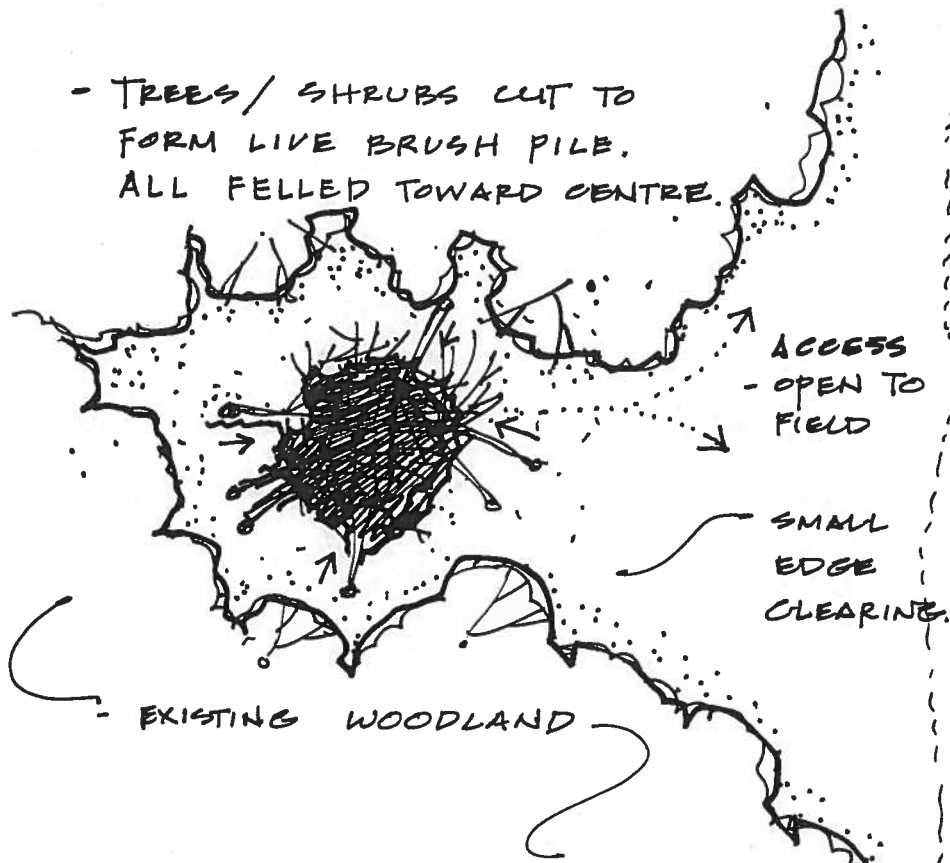 - TREES/ SHRUBS CUT TO
FORM LIVE BRUSH PILE.
ALL FELLED TOWARD CENTRE
ACCESS
- OPEN TO
FIELD
SMALL
EDGE
CLEARING.
- EXISTING WOODLAND